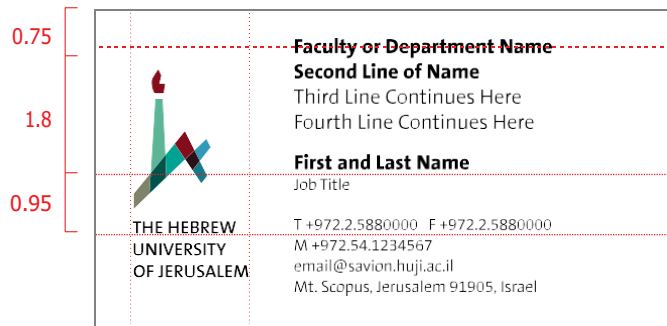 0.75
1.8
0.95
THE HEBREW
UNIVERSITY
OF JERUSALEM
Faculty or Department Name
Second Line of Name
Third Line Continues Here
Fourth Line Continues Here
First and Last Name
Job Title
T +972.2.5880000 F +972.2.5880000
M +972.54.1234567
email@savion.huji.ac.il
Mt. Scopus, Jerusalem 91905, Israel